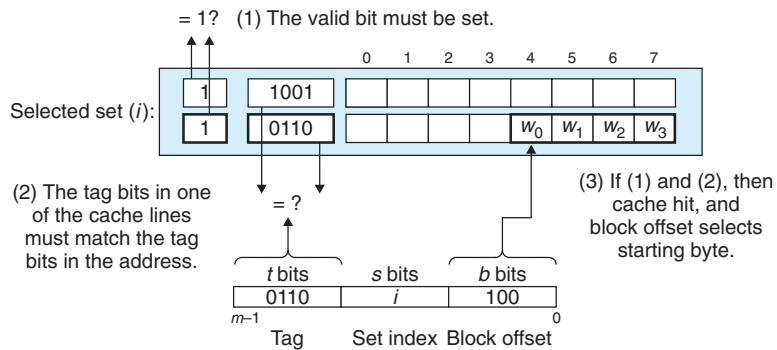 = 1? (1) The valid bit must be set.
0 1 2 3 4 5 6 7
Selected set (i):
1 1001
1 0110 w0 w1 w2 w3
(2) The tag bits in one
of the cache lines
must match the tag
bits in the address.
= ?
(3) If (1) and (2), then
cache hit, and
block offset selects
starting byte.
t bits s bits b bits
0110 i 100
m–1 0
Tag Set index Block offset